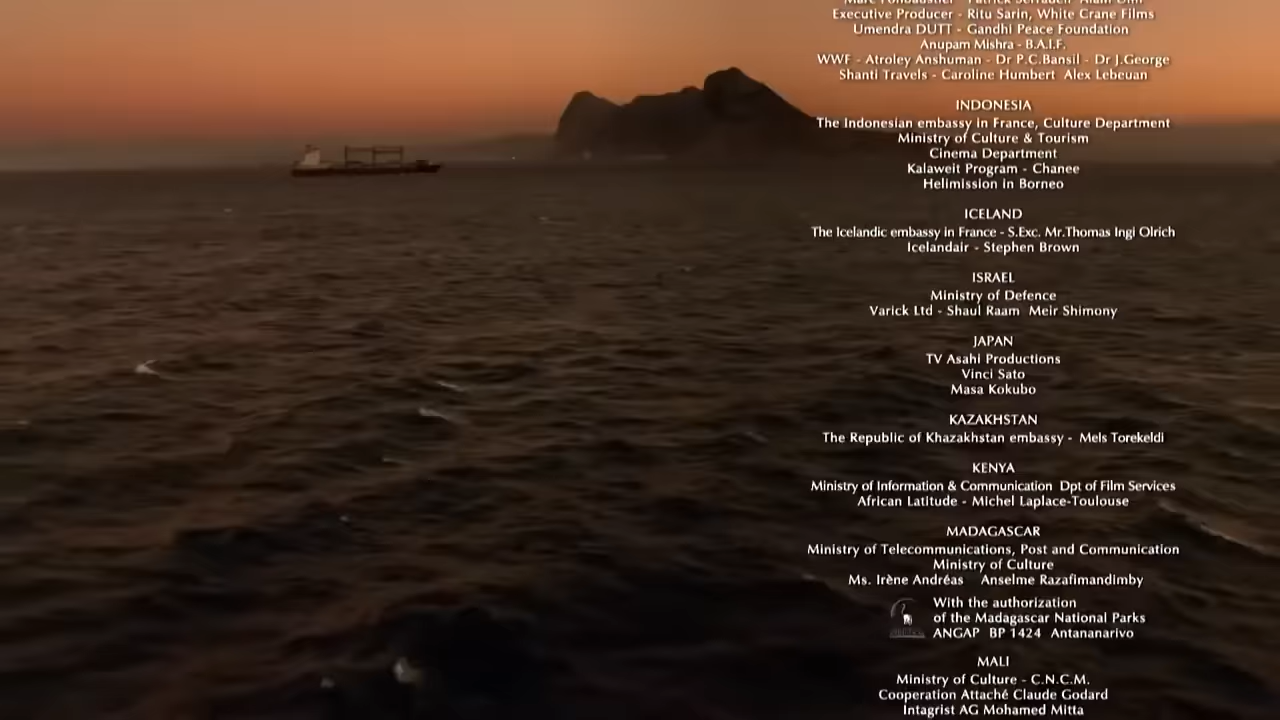 Executive Producer - Ritu Sarin, White Crane Films
Umendra DUTT - Gandhi Peace Foundation
Anupam Mishra - B.A.I.F.
WWF - Atroley Anshuman - Dr P.C.Bansil - Dr J.George
Shanti Travels - Caroline Humbert Alex Lebeuan
INDONESIA
The Indonesian embassy in France, Culture Department
Ministry of Culture & Tourism
Cinema Department
Kalaweit Program - Chanee
Helimission in Borneo
ICELAND
The Icelandic embassy in France - S.Exc. Mr.Thomas Ingi Olrich
Icelandair - Stephen Brown
ISRAEL
Ministry of Defence
Varick Ltd - Shaul Raam Meir Shimony
JAPAN
TV Asahi Productions
Vinci Sato
Masa Kokubo
KAZAKHSTAN
The Republic of Khazakhstan embassy - Mels Torekeldi
KENYA
Ministry of Information & Communication Dpt of Film Services
African Latitude - Michel Laplace-Toulouse
MADAGASCAR
Ministry of Telecommunications, Post and Communication
Ministry of Culture
Ms. Irène Andréas Anselme Razafimandimby
With the authorization
of the Madagascar National Parks
ANGAP BP 1424 Antananarivo
MALI
Ministry of Culture - C.N.C.M.
Cooperation Attaché Claude Godard
Intagrist AG Mohamed Mitta